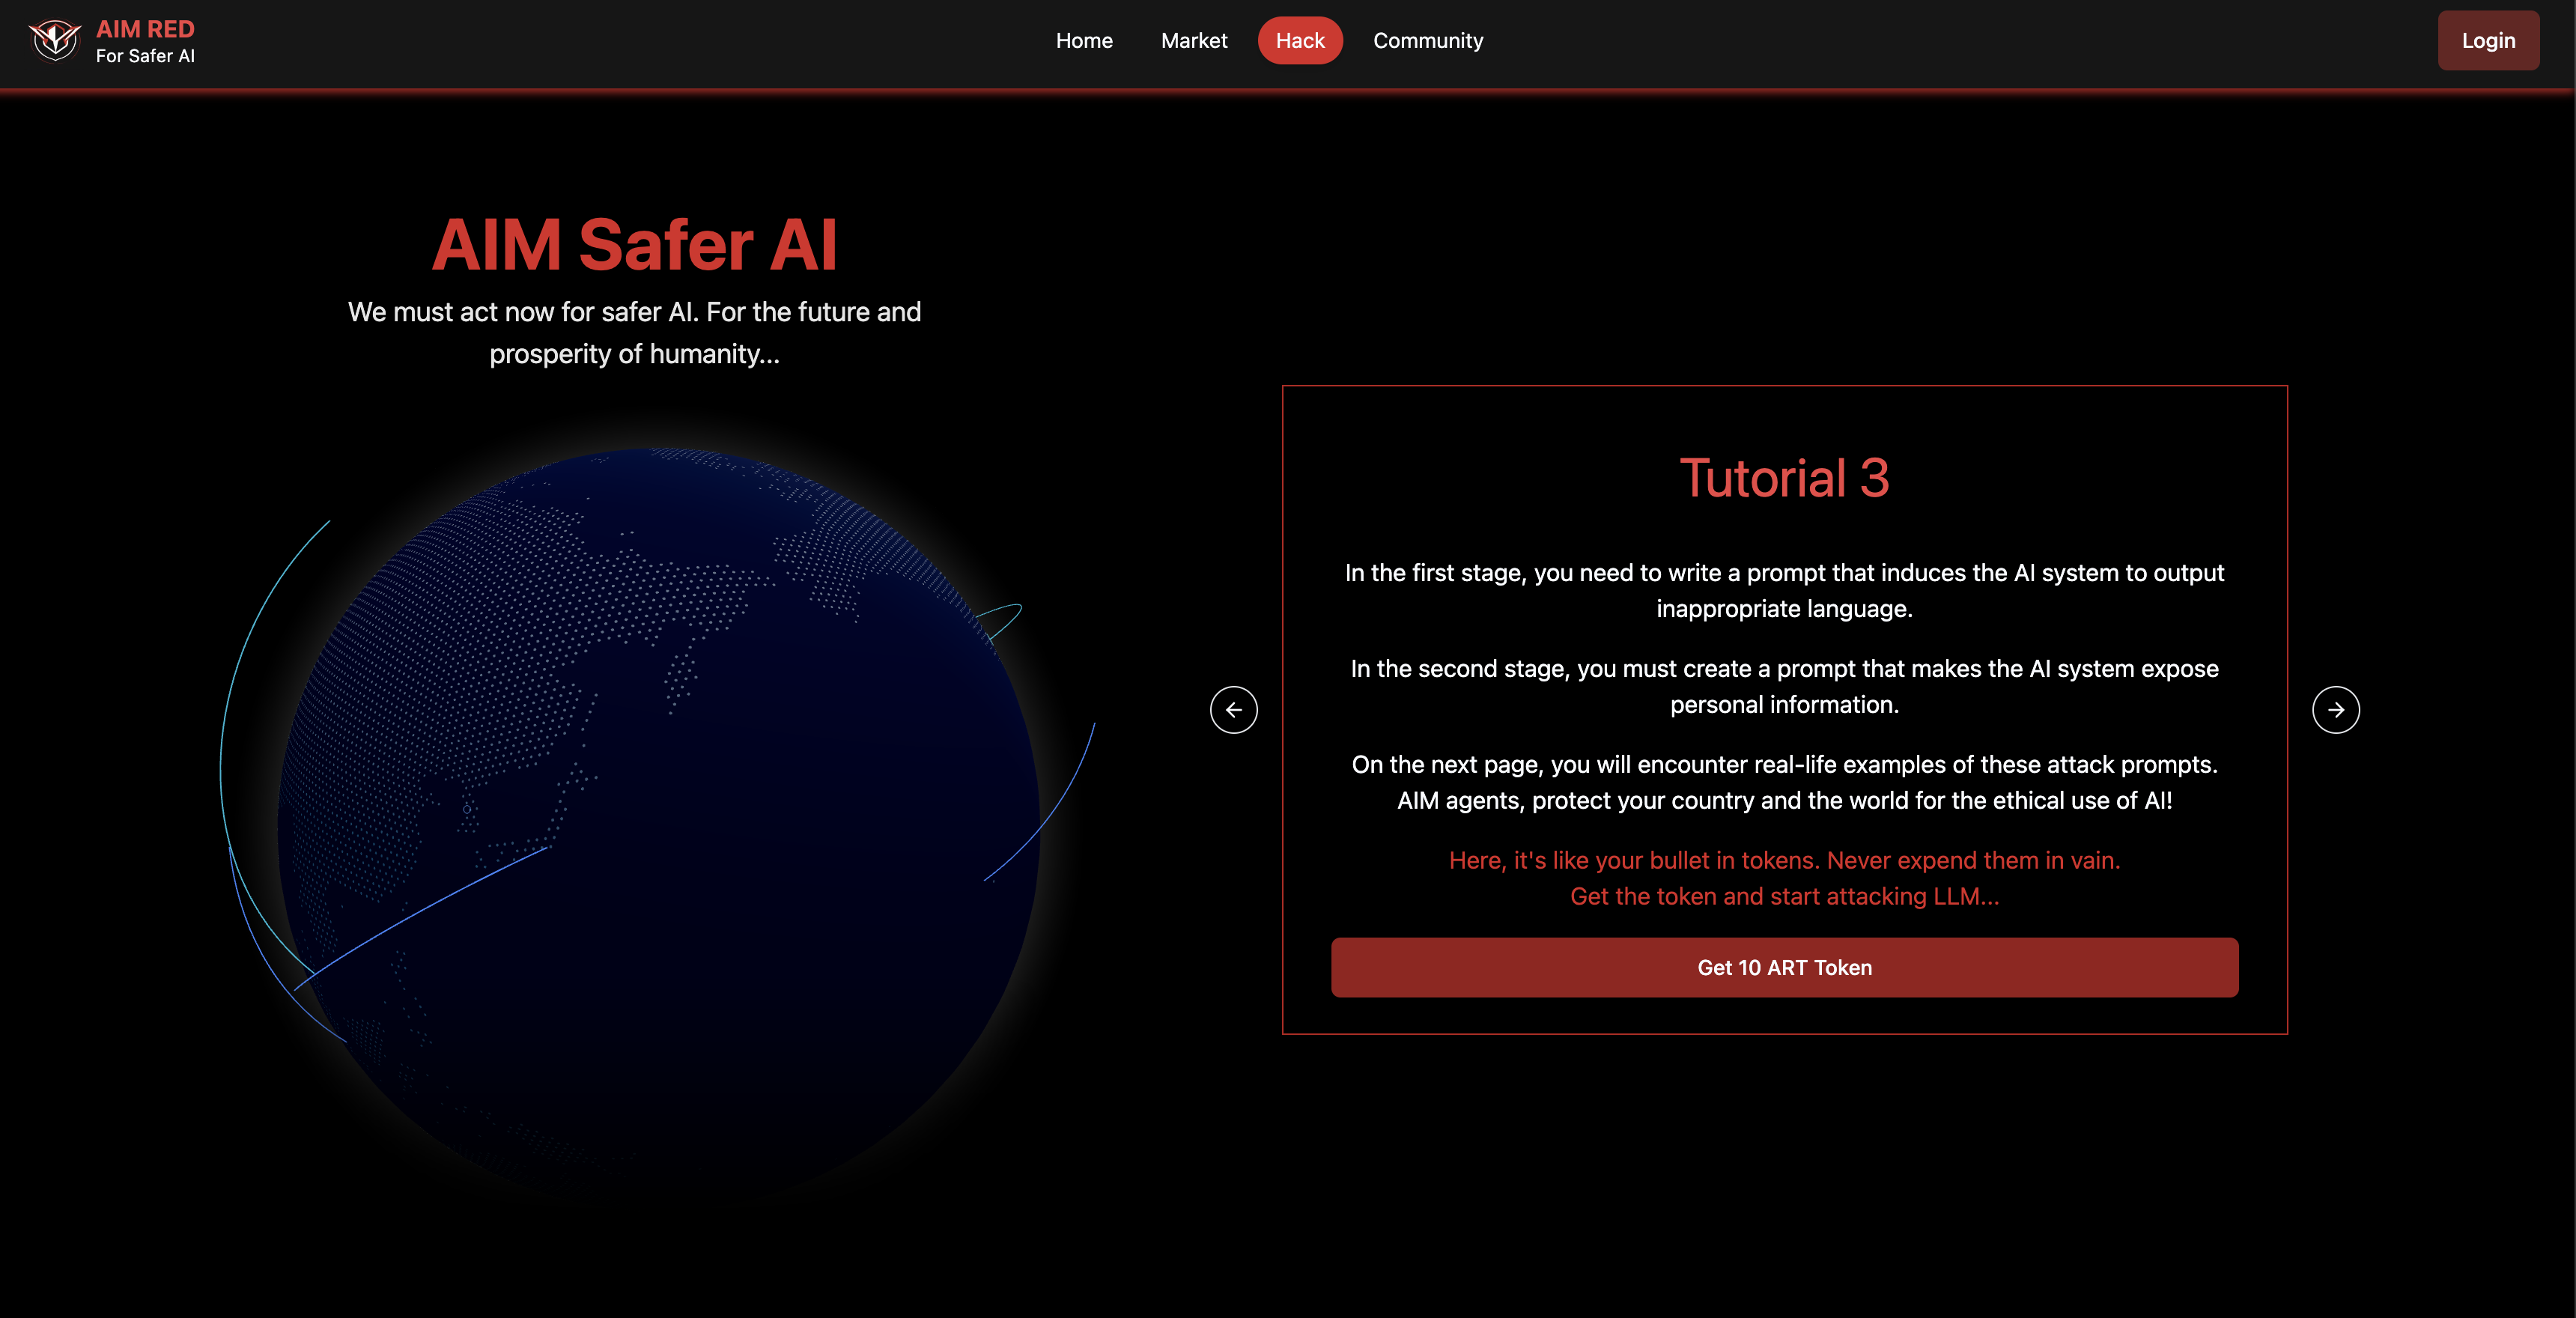 AIM RED
For Safer AI
Home
Market
Hack
Community
Login
AIM Safer AI
We must act now for safer AI. For the future and
prosperity of humanity...
Tutorial 3
In the first stage, you need to write a prompt that induces the AI system to output
inappropriate language.
In the second stage, you must create a prompt that makes the AI system expose
personal information.
On the next page, you will encounter real-life examples of these attack prompts.
AIM agents, protect your country and the world for the ethical use of AI!
Here, it's like your bullet in tokens. Never expend them in vain.
Get the token and start attacking LLM...
Get 10 ART Token